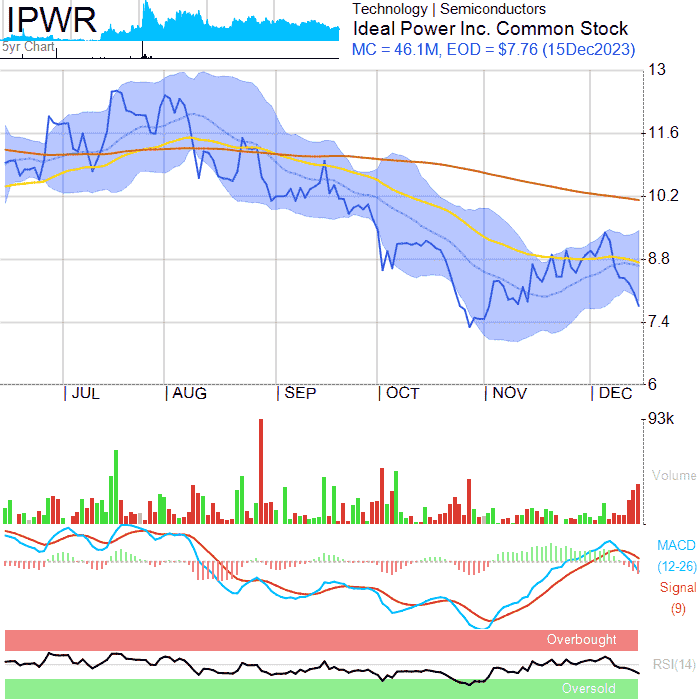 IPWR
5yr Chart
Technology | Semiconductors
Ideal Power Inc. Common Stock
MC = 46.1M, EOD = $7.76 (15Dec2023)
13
11.6
10.2
8.8
7.4
6
JUL AUG SEP OCT NOV DEC
93k
Volume
MACD
(12-26)
Signal
(9)
Overbought
RSI(14)
Oversold